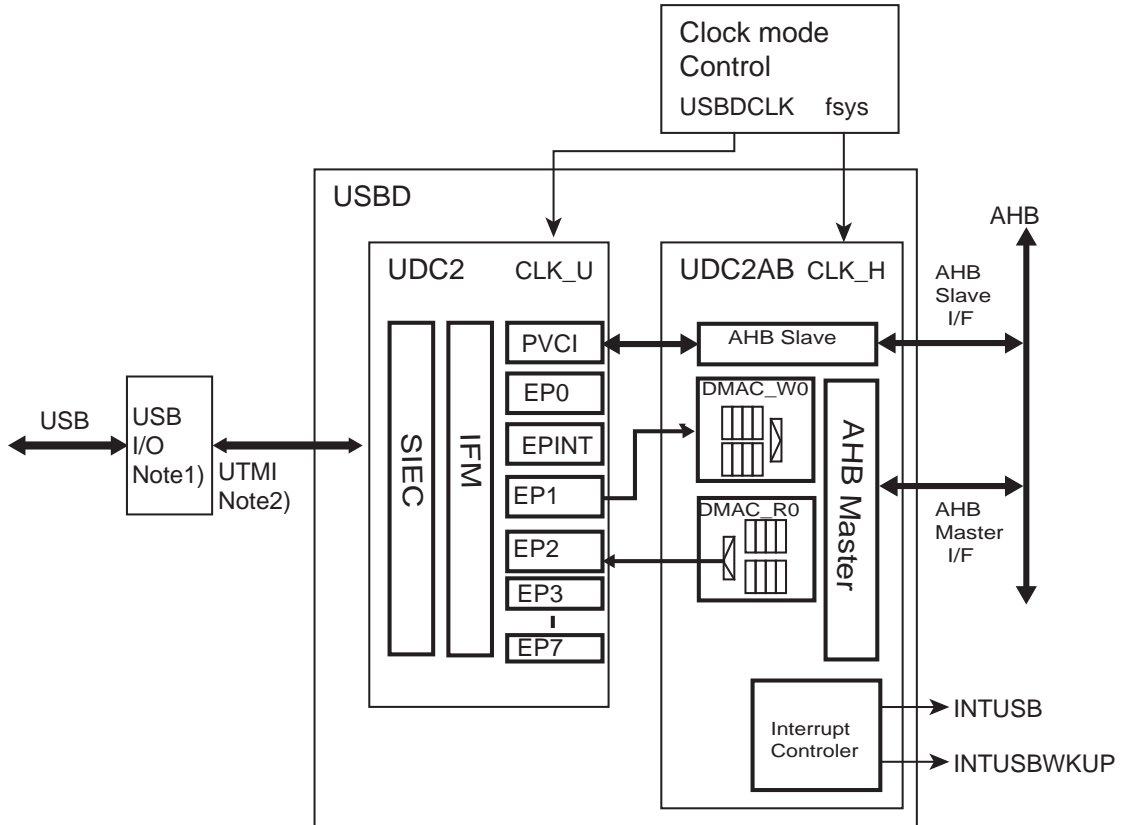 Clock mode
Control
USBDCLK fsys
USBD
AHB
UDC2 CLK_U
UDC2AB CLK_H
AHB
Slave
I/F
PVCI
AHB Slave
EP0
DMAC_W0
USB
USB
I/O
Note1)
UTMI
Note2)
SIEC
IFM
EPINT
EP1
AHB Master
DMAC_R0
AHB
Master
I/F
EP2
EP3
EP7
Interrupt
Controler
INTUSB
INTUSBWKUP